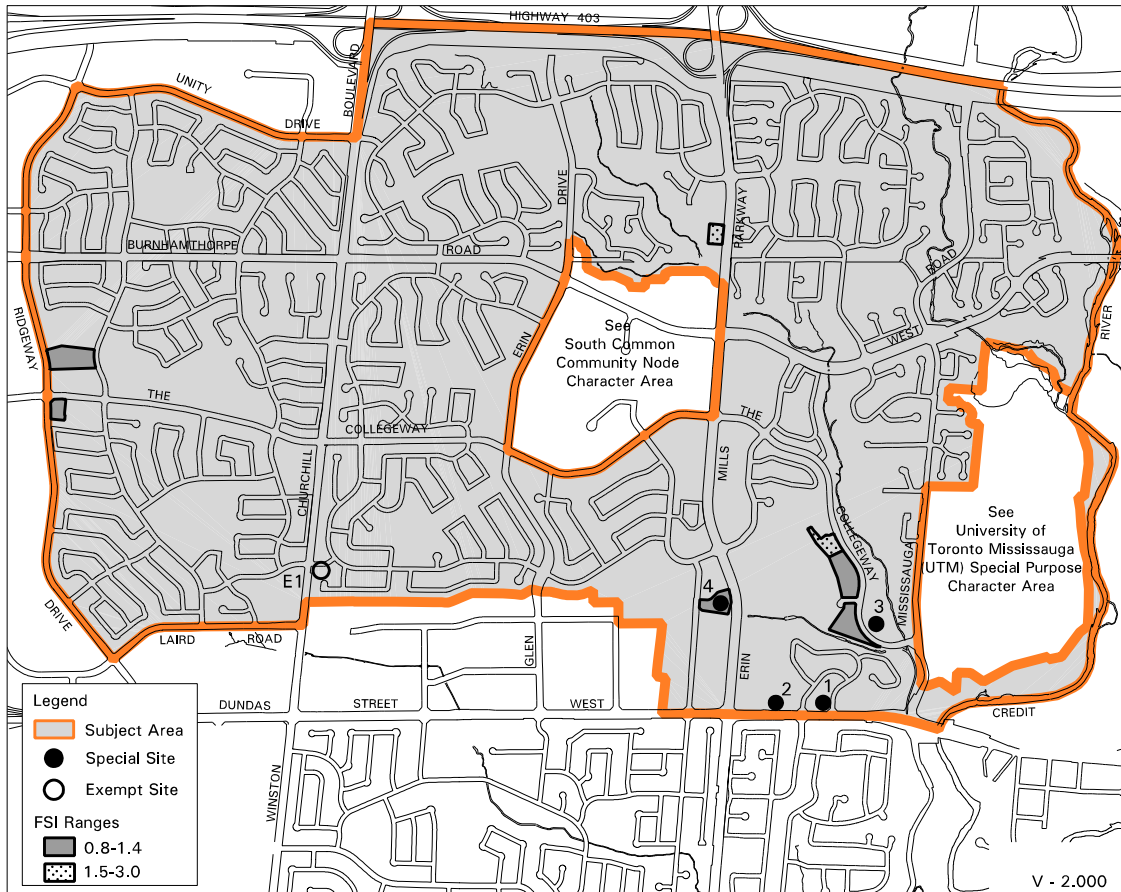 HIGHWAY 403
UNITY
DRIVE
BOULEVARD
DRIVE
PARKWAY
BURNHAMTHORPE
ROAD
ROAD
WEST
RIVER
RIDGEWAY
ERIN
See
South Common
Community Node
Character Area
THE
COLLEGEWAY
THE
MILLS
CHURCHILL
COLLEGEWAY
MISSISSAUGA
See
University of
Toronto Mississauga
(UTM) Special Purpose
Character Area
E1
4
3
DRIVE
LAIRD
ROAD
GLEN
ERIN
2
1
DUNDAS
STREET
WEST
CREDIT
WINSTON
Legend
Subject Area
Special Site
Exempt Site
FSI Ranges
0.8-1.4
1.5-3.0
V - 2.000